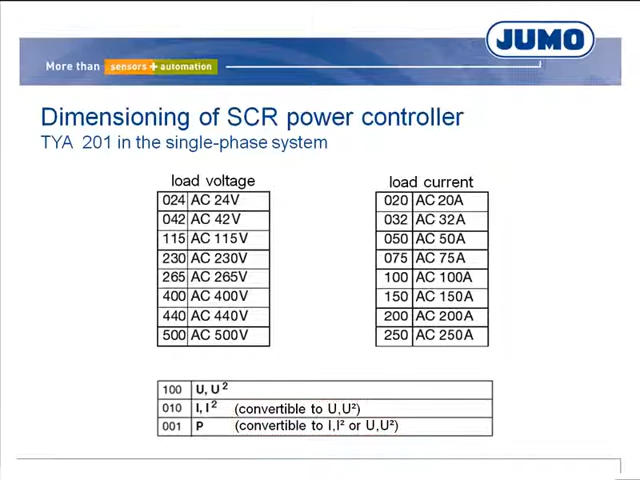 JUMO
More than sensors + automation
Dimensioning of SCR power controller
TYA 201 in the single-phase system
load voltage
024 AC 24V
042 AC 42V
115 AC 115V
230 AC 230V
265 AC 265V
400 AC 400V
440 AC 440V
500 AC 500V
load current
020 AC 20A
032 AC 32A
050 AC 50A
075 AC 75A
100 AC 100A
150 AC 150A
200 AC 200A
250 AC 250A
100 U, U²
010 I, I² (convertible to U,U²)
001 P (convertible to I,I² or U,U²)